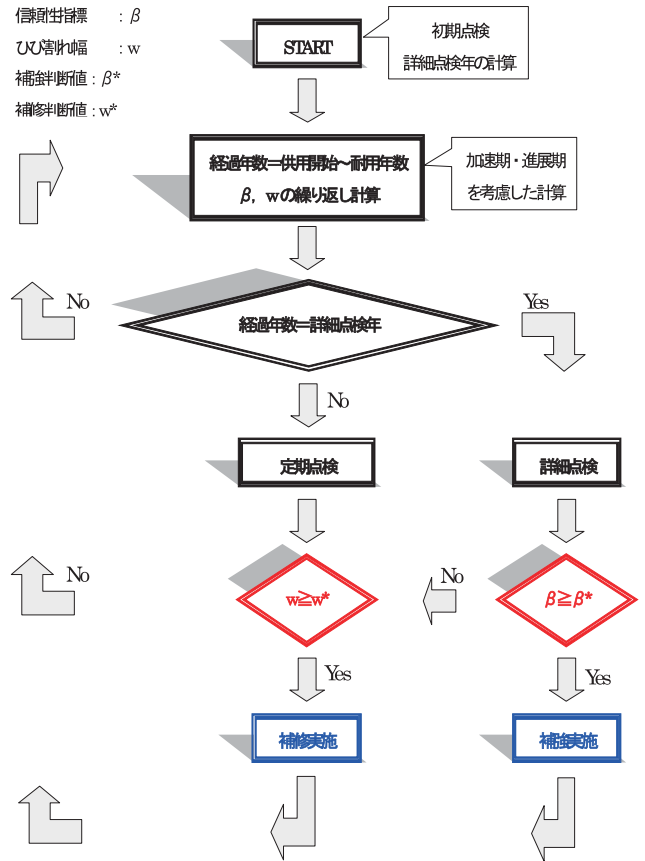 信頼性指標 : β
ひび割れ幅 : w
補強判断値 : β*
補修判断値 : w*
START
初期点検
詳細点検年の計算
経過年数=供用開始~耐用年数
β, wの繰り返し計算
加速期・進展期
を考慮した計算
No
経過年数=詳細点検年
Yes
No
定期点検
詳細点検
No
w≧w*
No
β≧β*
Yes
Yes
補修実施
補強実施